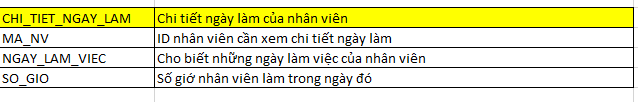 CHI_TIET_NGAY_LAM Chi tiết ngày làm của nhân viên
MA_NV ID nhân viên cần xem chi tiết ngày làm
NGAY_LAM_VIEC Cho biết những ngày làm việc của nhân viên
SO_GIO Số giớ nhân viên làm trong ngày đó